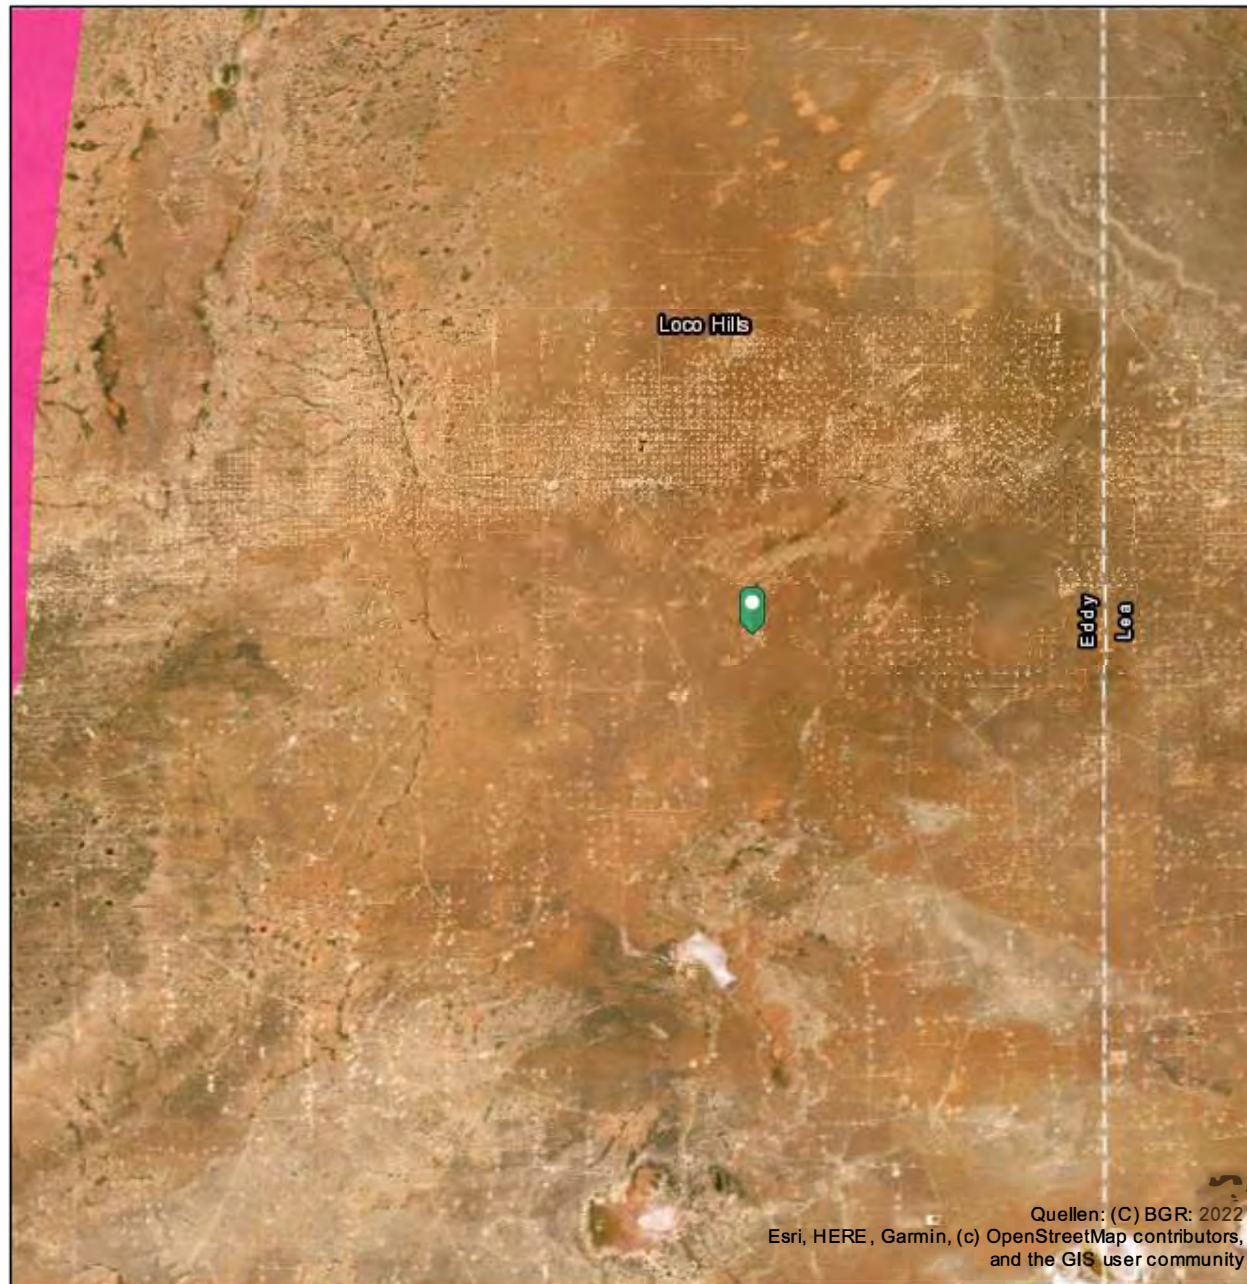 Loco Hills
Eddy
Lea
Quellen: (C) BGR: 2022
Esri, HERE, Garmin, (c) OpenStreetMap contributors,
and the GIS user community